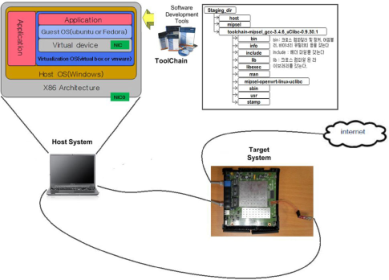 Software
Development
Tools
ToolChain
Application
Application
Guest OS(ubuntu or Fedora)
Virtual device
NIC
Virtualization OS(virtual box or vmware)
Host OS(Windows)
X86 Architecture
Staging_dir
host
mipsel
toolchain-mipsel_gcc-3.4.6_uClibc-0.9.30.1
bin
info
include
lib
libexec
man
mipsel-openwrt-linux-uclibc
sbin
usr
stamp
Host System
Target
System
internet